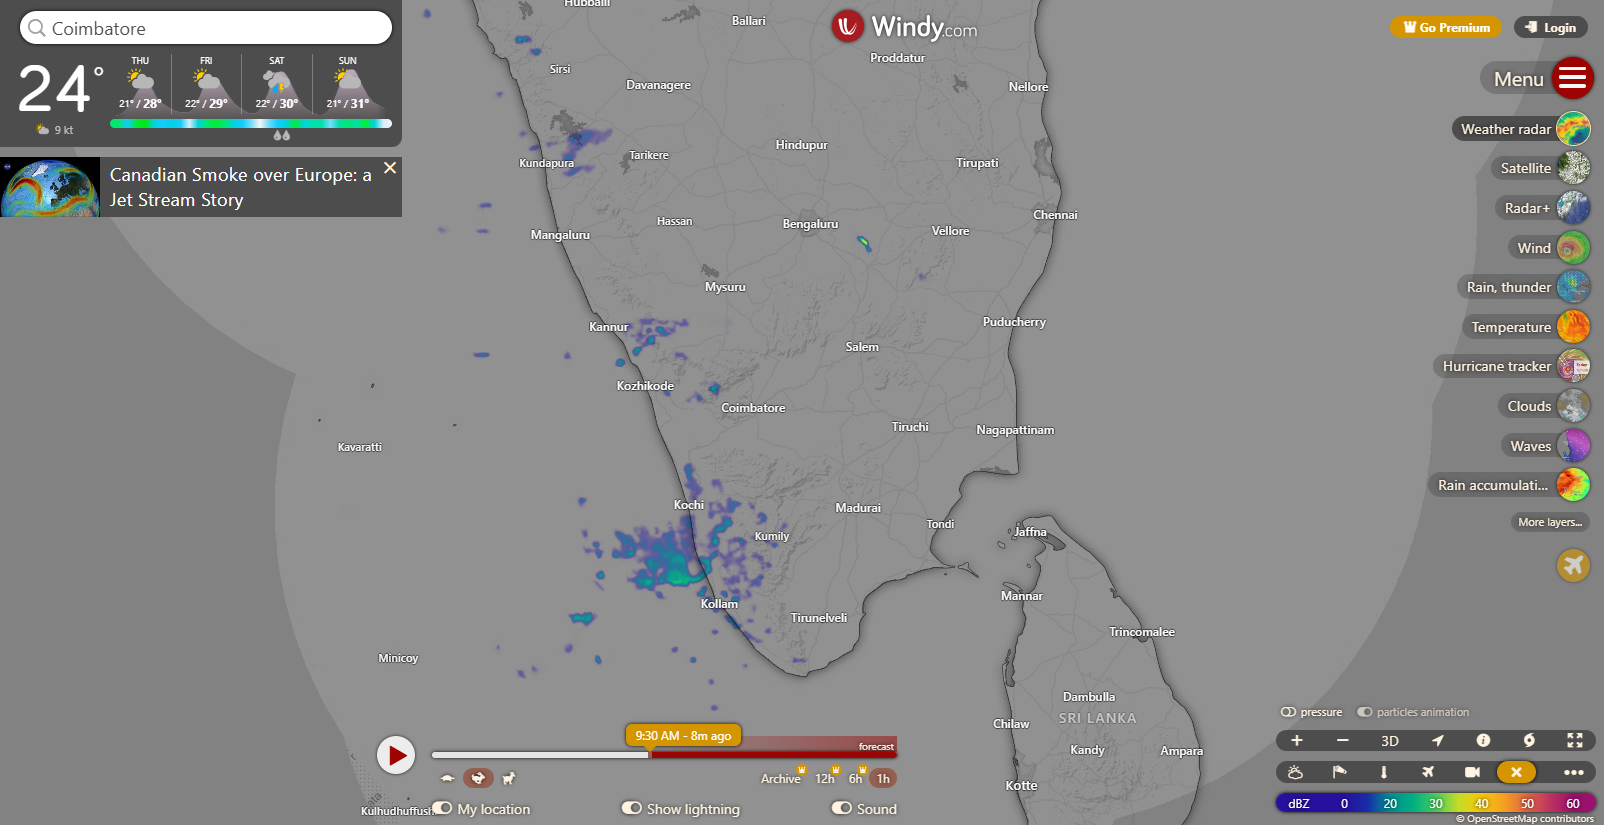 Coimbatore
24°
9 kt
THU FRI SAT SUN
21° / 28° 22° / 29° 22° / 30° 21° / 31°
Canadian Smoke over Europe: a
Jet Stream Story
Windy.com
Go Premium
Login
Menu
Weather radar
Satellite
Radar+
Wind
Rain, thunder
Temperature
Hurricane tracker
Clouds
Waves
Rain accumulati...
More layers...
Hubballi
Ballari
Proddatur
Sirsi
Davanagere
Nellore
Hindupur
Kundapura
Tarikere
Tirupati
Hassan
Bengaluru
Chennai
Mangaluru
Vellore
Mysuru
Kannur
Puducherry
Salem
Kozhikode
Coimbatore
Tiruchi
Nagapattinam
Kavaratti
Kochi
Madurai
Tondi
Jaffna
Kumily
Mannar
Kollam
Tirunelveli
Trincomalee
Minicoy
Dambulla
SRI LANKA
Chilaw
Kandy
Ampara
Kotte
Kulhudhuffush
9:30 AM - 8m ago
forecast
Archive 12h 6h 1h
My location
Show lightning
Sound
pressure
particles animation
+ − 3D
dBZ 0 20 30 40 50 60
© OpenStreetMap contributors